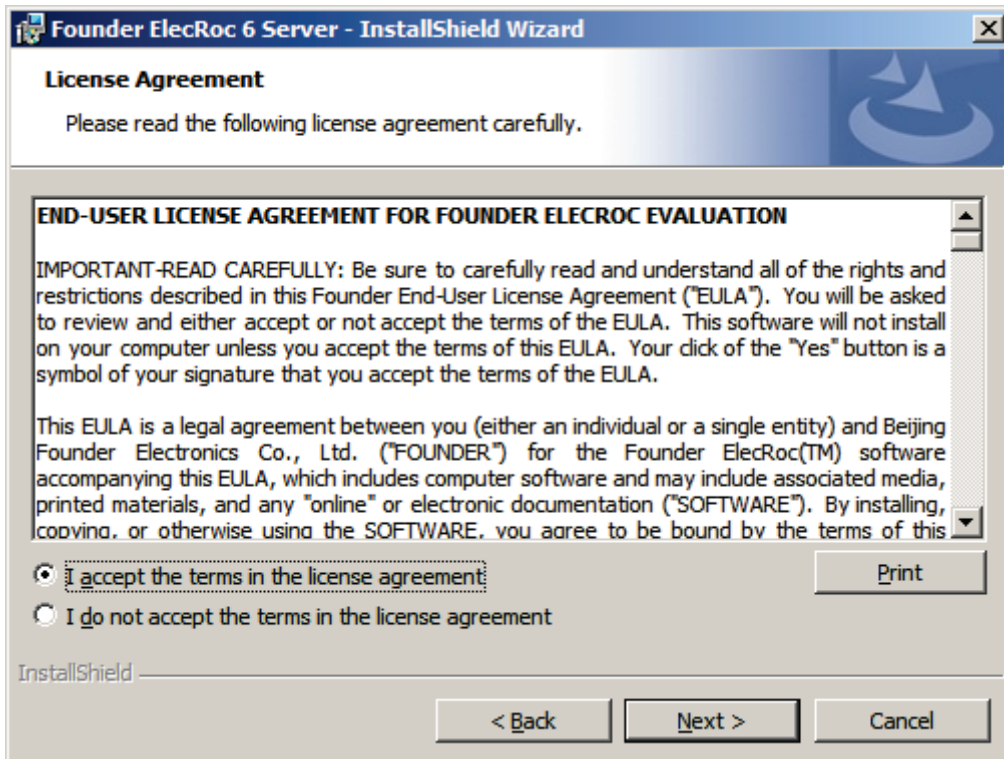 Founder ElecRoc 6 Server - InstallShield Wizard
License Agreement
Please read the following license agreement carefully.
END-USER LICENSE AGREEMENT FOR FOUNDER ELECROC EVALUATION
IMPORTANT-READ CAREFULLY: Be sure to carefully read and understand all of the rights and
restrictions described in this Founder End-User License Agreement ("EULA"). You will be asked
to review and either accept or not accept the terms of the EULA. This software will not install
on your computer unless you accept the terms of this EULA. Your click of the "Yes" button is a
symbol of your signature that you accept the terms of the EULA.
This EULA is a legal agreement between you (either an individual or a single entity) and Beijing
Founder Electronics Co., Ltd. ("FOUNDER") for the Founder ElecRoc(TM) software
accompanying this EULA, which includes computer software and may include associated media,
printed materials, and any "online" or electronic documentation ("SOFTWARE"). By installing,
copying, or otherwise using the SOFTWARE, you agree to be bound by the terms of this
I accept the terms in the license agreement
Print
I do not accept the terms in the license agreement
InstallShield
< Back
Next >
Cancel